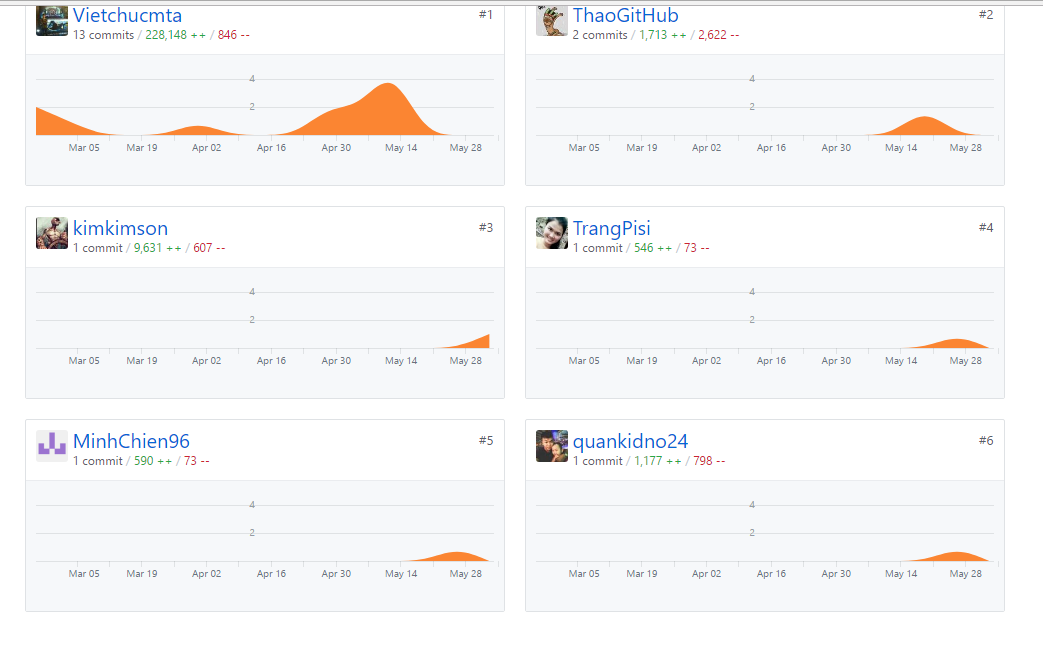 Vietchucmta #1
13 commits / 228,148 ++ / 846 --
4
2
Mar 05 Mar 19 Apr 02 Apr 16 Apr 30 May 14 May 28
ThaoGitHub #2
2 commits / 1,713 ++ / 2,622 --
4
2
Mar 05 Mar 19 Apr 02 Apr 16 Apr 30 May 14 May 28
kimkimson #3
1 commit / 9,631 ++ / 607 --
4
2
Mar 05 Mar 19 Apr 02 Apr 16 Apr 30 May 14 May 28
TrangPisi #4
1 commit / 546 ++ / 73 --
4
2
Mar 05 Mar 19 Apr 02 Apr 16 Apr 30 May 14 May 28
MinhChien96 #5
1 commit / 590 ++ / 73 --
4
2
Mar 05 Mar 19 Apr 02 Apr 16 Apr 30 May 14 May 28
quankidno24 #6
1 commit / 1,177 ++ / 798 --
4
2
Mar 05 Mar 19 Apr 02 Apr 16 Apr 30 May 14 May 28